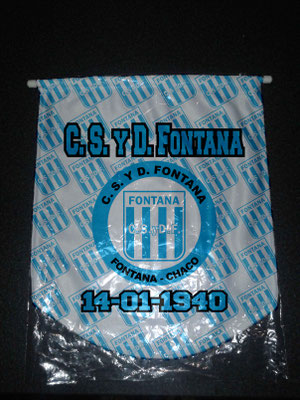 C. S. Y D. FONTANA
C. S. Y D. FONTANA
FONTANA
FONTANA - CHACO
14-01-1940